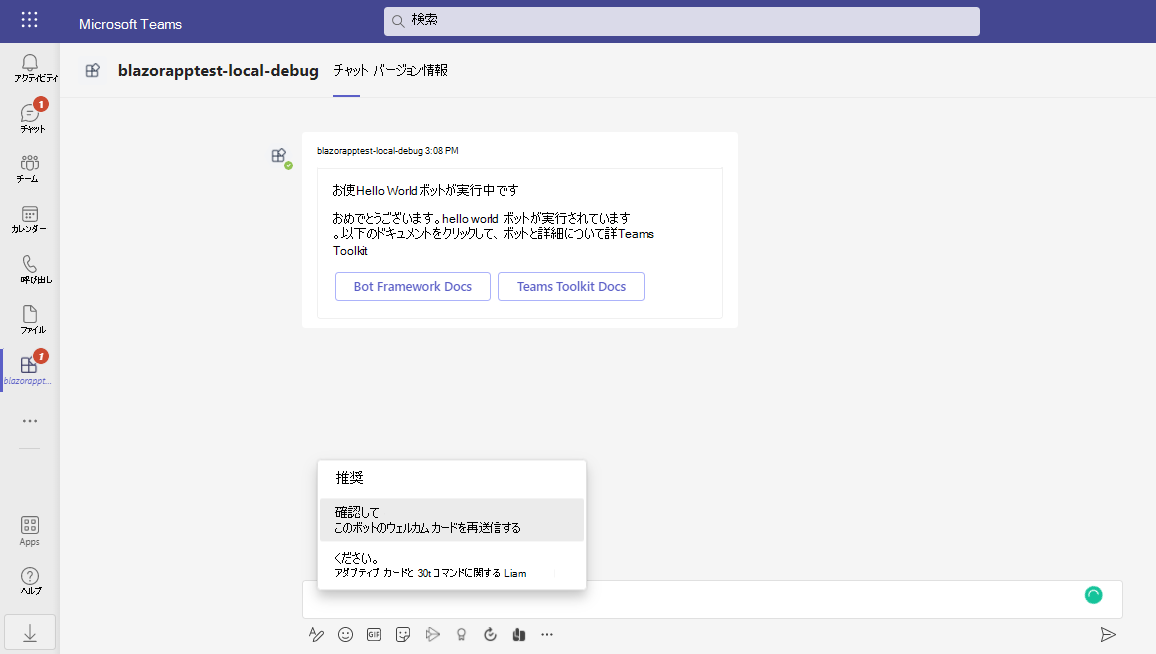 Microsoft Teams
検索
アクティビティ
1
チャット
チーム
カレンダー
呼び出し
ファイル
1
blazorappt...
Apps
ヘルプ
blazorapptest-local-debug チャット バージョン情報
blazorapptest-local-debug 3:08 PM
お使Hello World ボットが実行中です
おめでとうございます。hello world ボットが実行されています
。以下のドキュメントをクリックして、ボットと詳細について詳Teams
Toolkit
Bot Framework Docs Teams Toolkit Docs
推奨
確認して
このボットのウェルカム カードを再送信する
ください。
アダプティブ カードと 30t コマンドに関する Liam
GIF